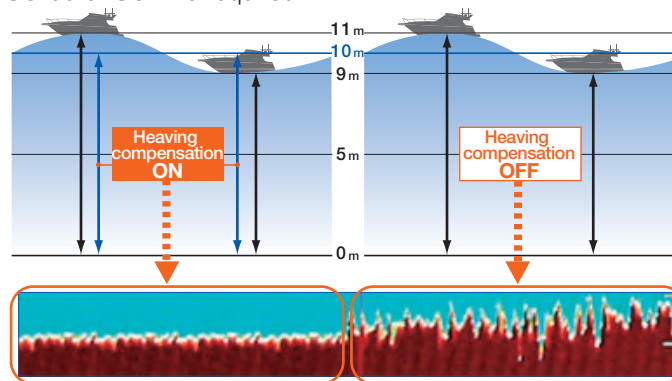 11 m
10 m
9 m
5 m
0 m
Heaving
compensation
ON
Heaving
compensation
OFF